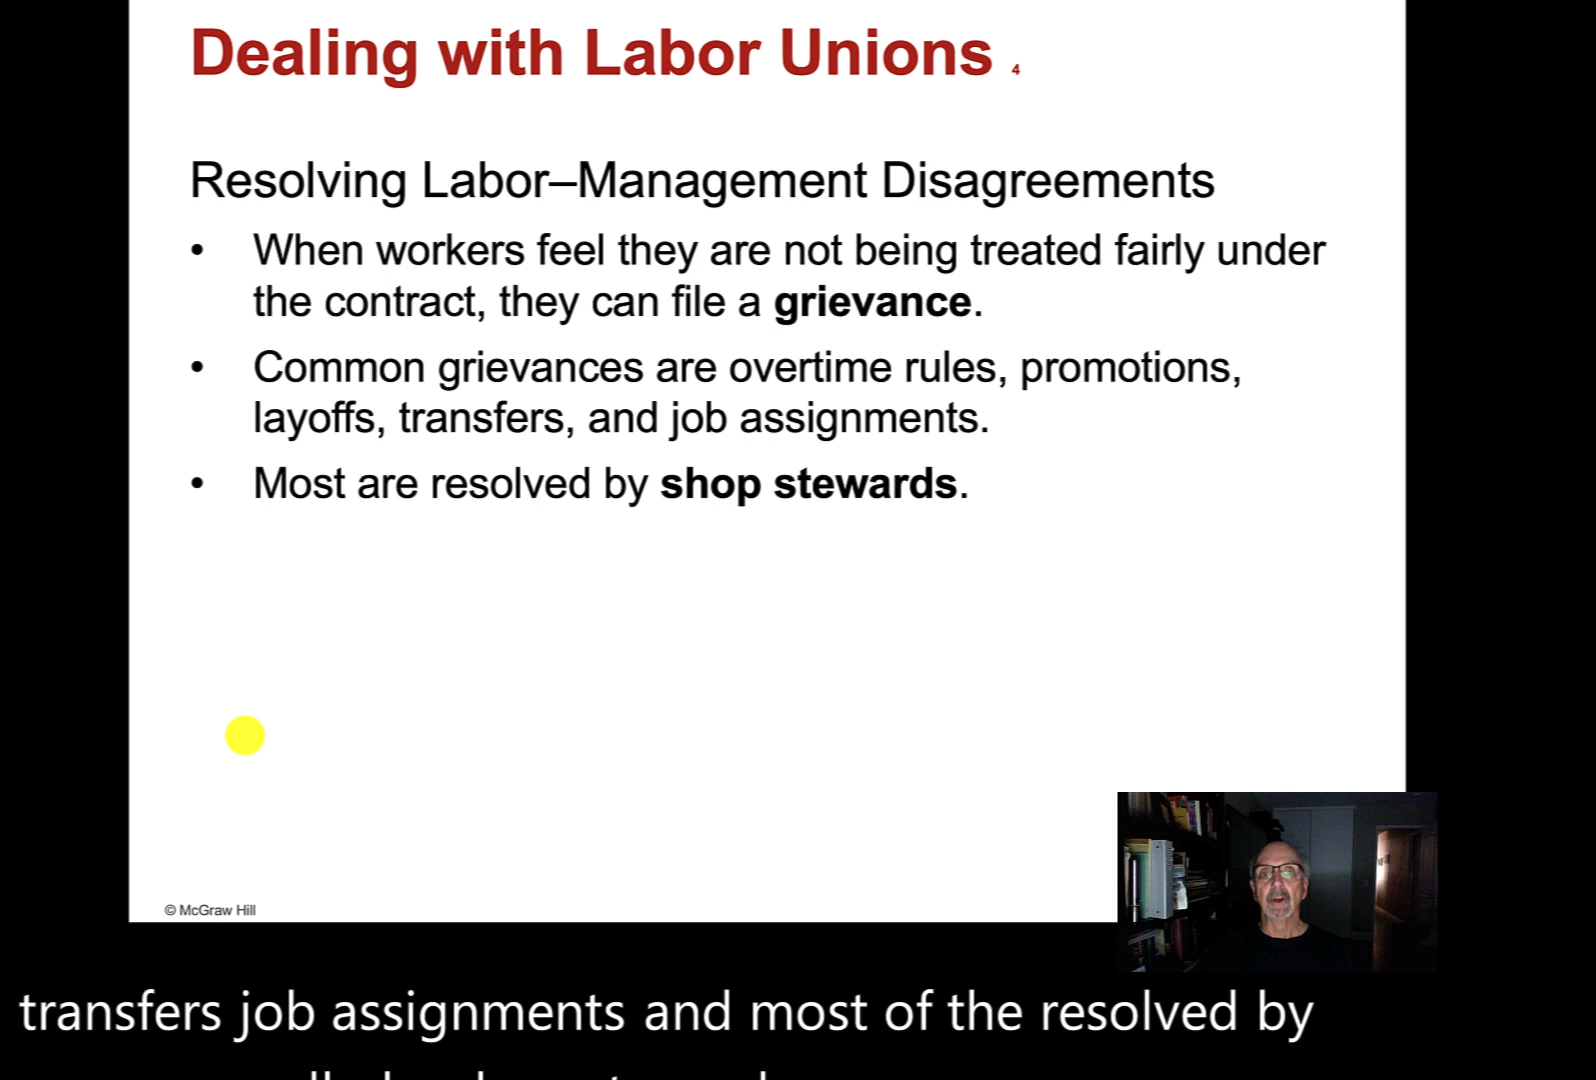 Dealing with Labor Unions 4
Resolving Labor–Management Disagreements
• When workers feel they are not being treated fairly under
the contract, they can file a grievance.
• Common grievances are overtime rules, promotions,
layoffs, transfers, and job assignments.
• Most are resolved by shop stewards.
© McGraw Hill
transfers job assignments and most of the resolved by